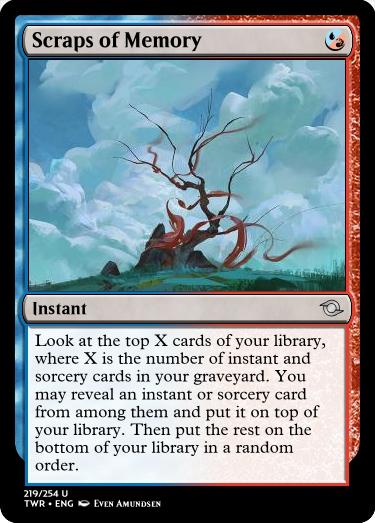 Scraps of Memory
Instant
Look at the top X cards of your library,
where X is the number of instant and
sorcery cards in your graveyard. You
may reveal an instant or sorcery card
from among them and put it on top of
your library. Then put the rest on the
bottom of your library in a random
order.
219/254 U
TWR • ENG Even Amundsen